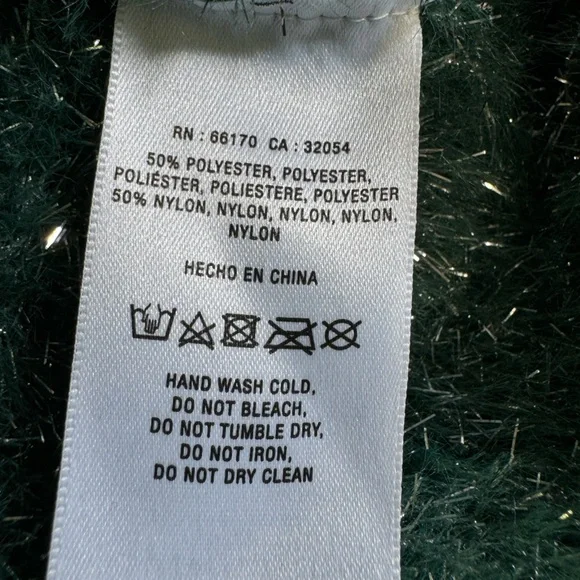 RN : 66170 CA : 32054
50% POLYESTER, POLYESTER,
POLIÉSTER, POLIESTERE, POLYESTER
50% NYLON, NYLON, NYLON, NYLON,
NYLON
HECHO EN CHINA
HAND WASH COLD,
DO NOT BLEACH,
DO NOT TUMBLE DRY,
DO NOT IRON,
DO NOT DRY CLEAN